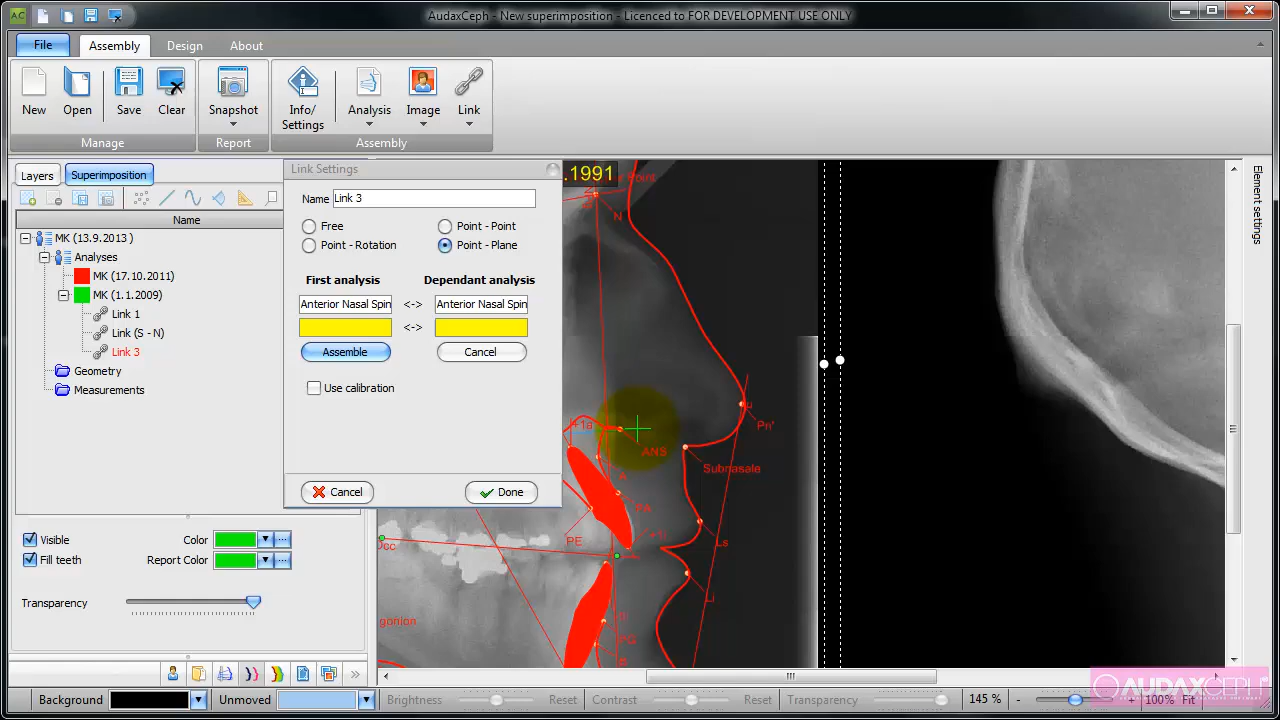 AudaxCeph - New superimposition - Licenced to FOR DEVELOPMENT USE ONLY
File
Assembly
Design
About
New
Open
Save
Clear
Snapshot
Info/
Settings
Analysis
Image
Link
Manage
Report
Assembly
Layers
Superimposition
Name
MK (13.9.2013 )
Analyses
MK (17.10.2011)
MK (1.1.2009)
Link 1
Link (S - N)
Link 3
Geometry
Measurements
Link Settings
Name
Link 3
Free
Point - Point
Point - Rotation
Point - Plane
First analysis
Dependant analysis
Anterior Nasal Spin
<->
Anterior Nasal Spin
<->
Assemble
Cancel
Use calibration
Cancel
Done
.1991
Point
N
+1a
ANS
A
PA
PE
+1i
Pn'
Subnasale
Ls
Li
Occ
gonion
B
Element settings
Visible
Color
Fill teeth
Report Color
Transparency
Background
Unmoved
Brightness
Reset
Contrast
Reset
Transparency
145 %
-
+
100%
Fit
AUDAXCEPH